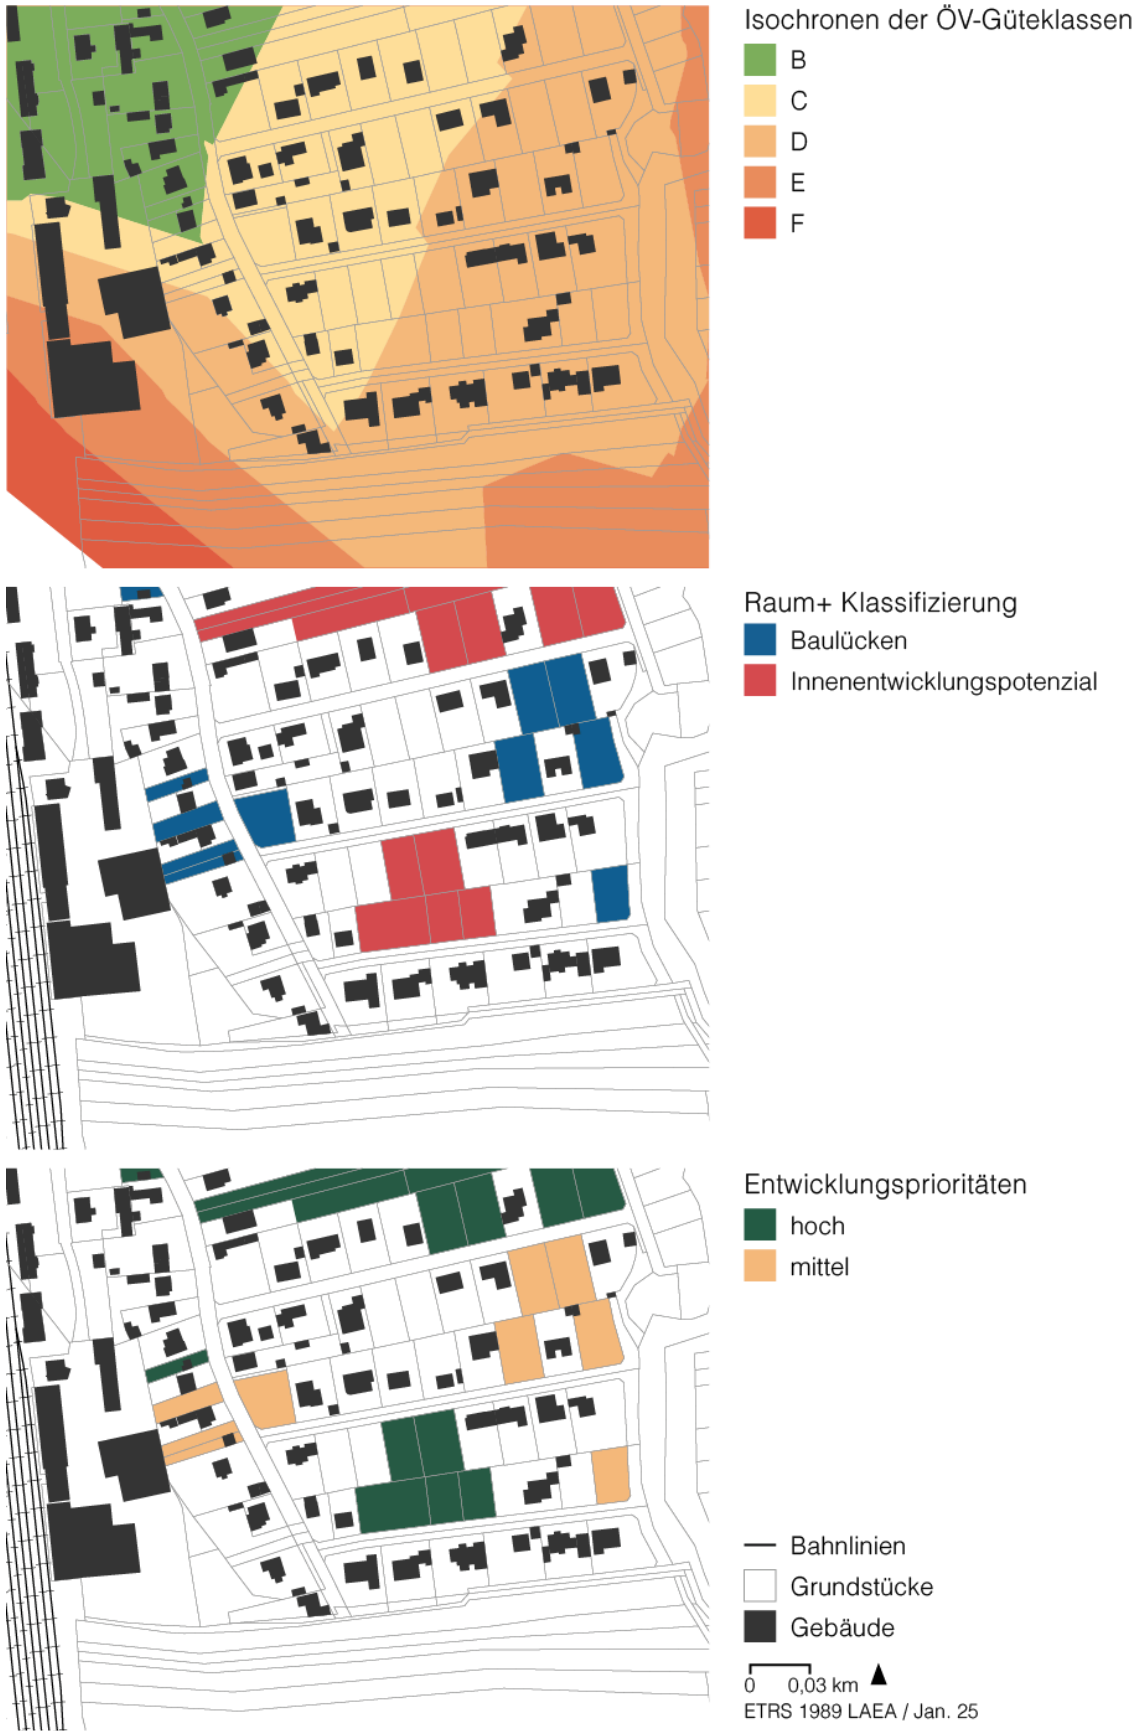 Isochronen der ÖV-Güteklassen
B
C
D
E
F
Raum+ Klassifizierung
Baulücken
Innenentwicklungspotenzial
Entwicklungsprioritäten
hoch
mittel
Bahnlinien
Grundstücke
Gebäude
0 0,03 km
ETRS 1989 LAEA / Jan. 25